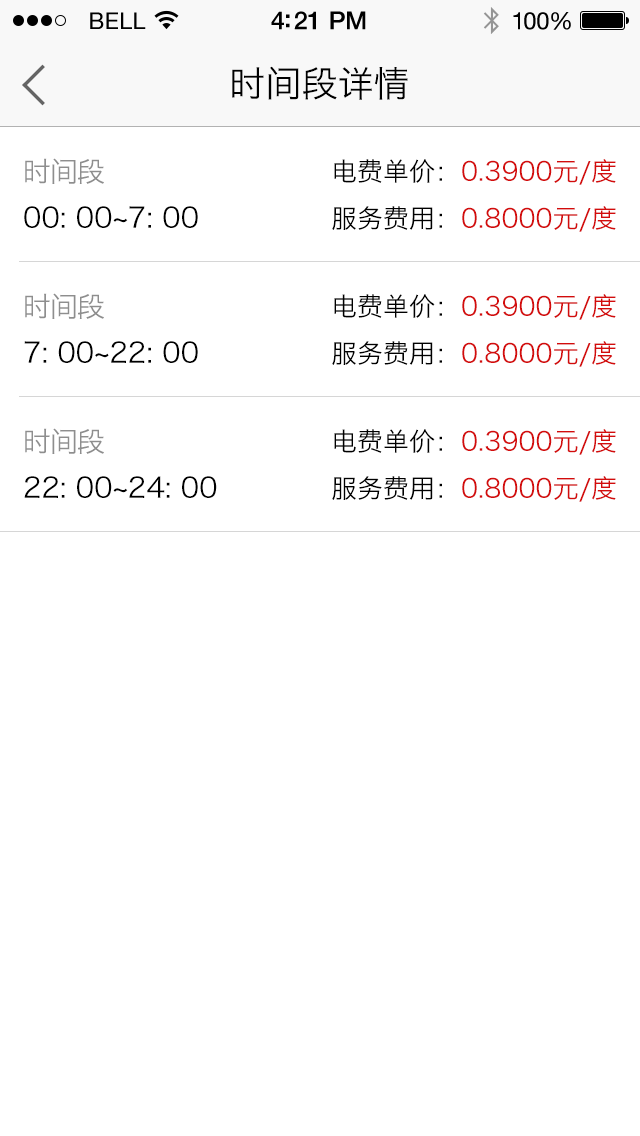 BELL 4:21 PM 100%
时间段详情
时间段 电费单价：0.3900元/度
00: 00~7: 00 服务费用：0.8000元/度
时间段 电费单价：0.3900元/度
7: 00~22: 00 服务费用：0.8000元/度
时间段 电费单价：0.3900元/度
22: 00~24: 00 服务费用：0.8000元/度